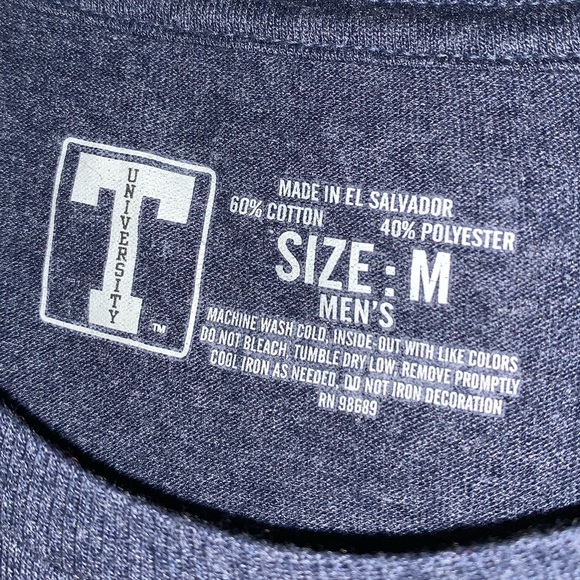 T
UNIVERSITY
TM
MADE IN EL SALVADOR
60% COTTON 40% POLYESTER
SIZE: M
MEN'S
MACHINE WASH COLD, INSIDE-OUT WITH LIKE COLORS
DO NOT BLEACH, TUMBLE DRY LOW, REMOVE PROMPTLY
COOL IRON AS NEEDED, DO NOT IRON DECORATION
RN 98689